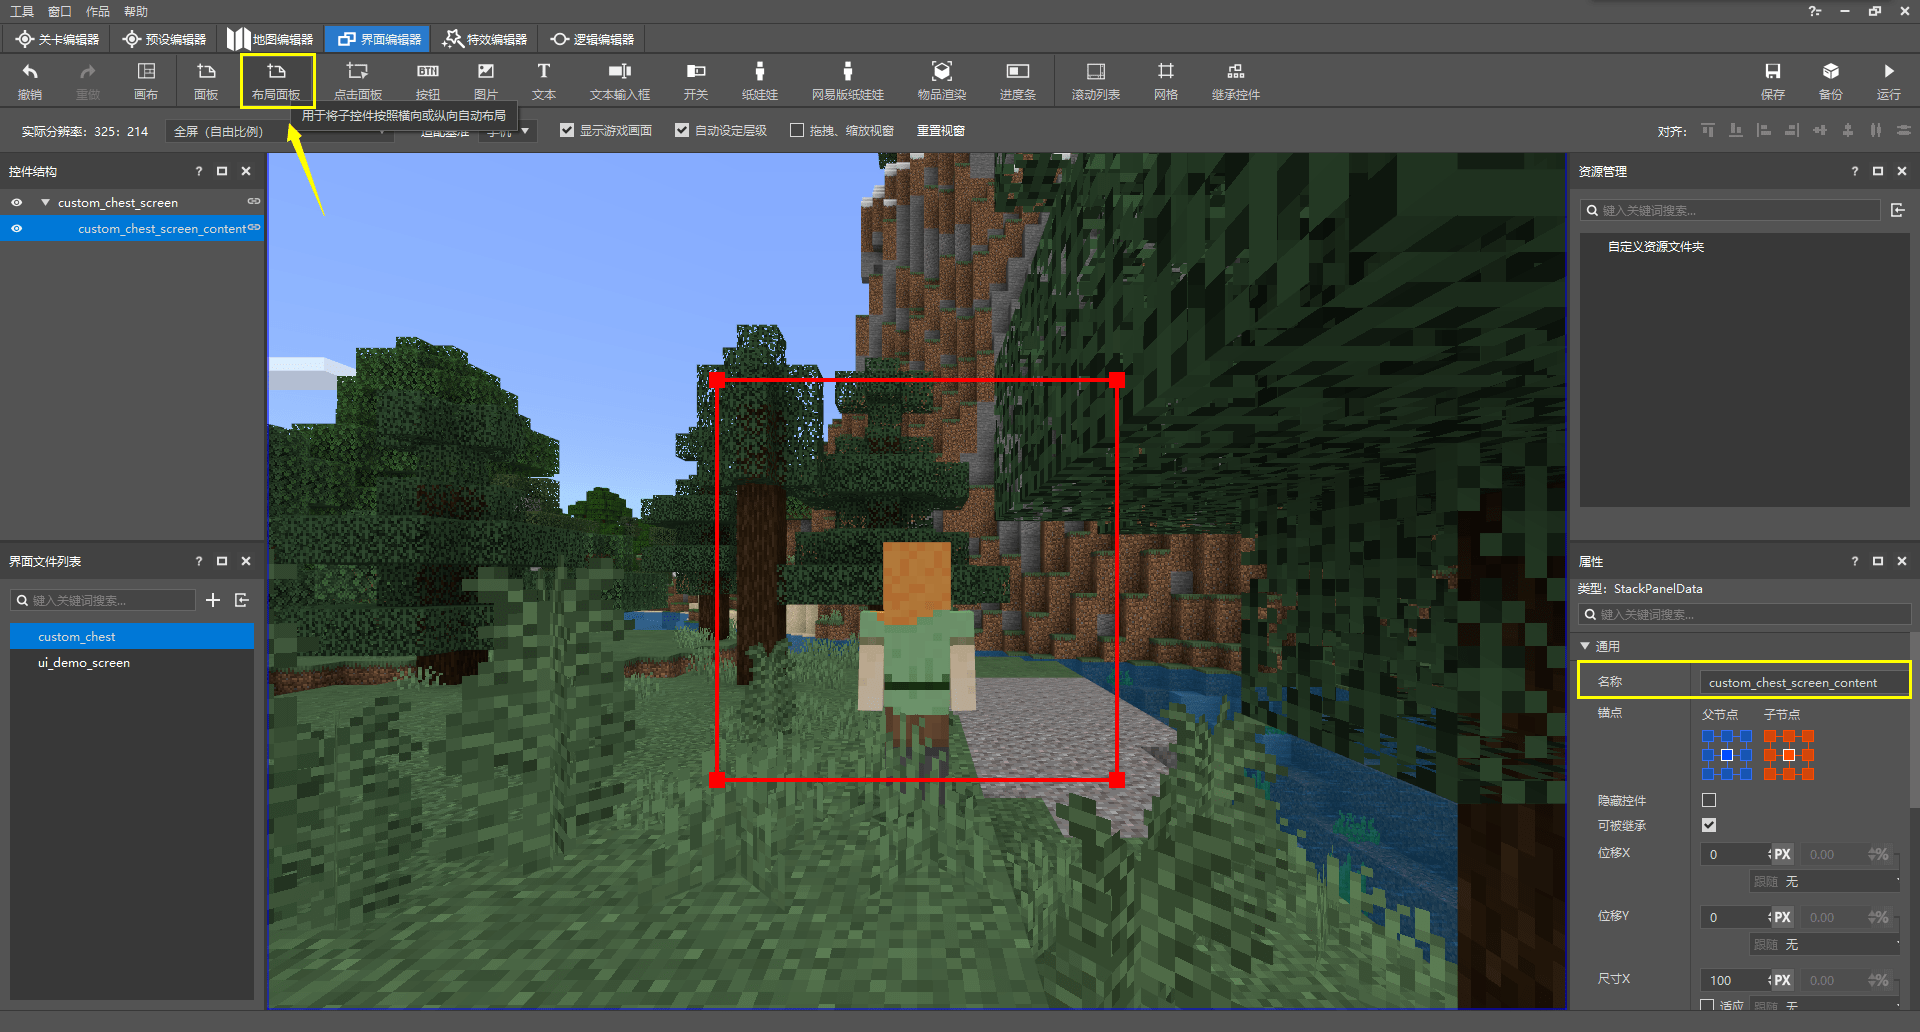 工具 窗口 作品 帮助
关卡编辑器 预设编辑器 地图编辑器 界面编辑器 特效编辑器 逻辑编辑器
撤销 重做 画布 面板 布局面板 点击面板 按钮 图片 文本 文本输入框 开关 纸娃娃 网易版纸娃娃 物品渲染 进度条 滚动列表 网格 继承控件 保存 备份 运行
用于将子控件按照横向或纵向自动布局
实际分辨率：325：214 全屏（自由比例） 适配基准 手机 显示游戏画面 自动设定层级 拖拽、缩放视窗 重置视窗 对齐：
控件结构
custom_chest_screen
custom_chest_screen_content
界面文件列表
键入关键词搜索...
custom_chest
ui_demo_screen
资源管理
键入关键词搜索...
自定义资源文件夹
属性
类型： StackPanelData
键入关键词搜索...
通用
名称 custom_chest_screen_content
锚点 父节点 子节点
隐藏控件
可被继承
位移X 0 PX 0.00 %
跟随 无
位移Y 0 PX 0.00 %
跟随 无
尺寸X 100 PX 0.00 %
适应 跟随 无